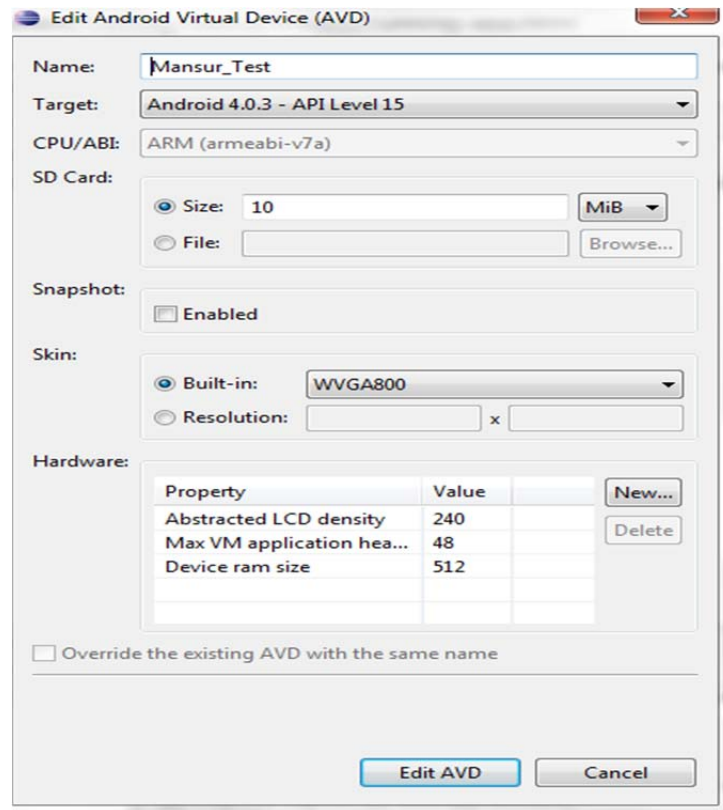 Edit Android Virtual Device (AVD)
Name: Mansur_Test
Target: Android 4.0.3 - API Level 15
CPU/ABI: ARM (armeabi-v7a)
SD Card:
Size: 10 MiB
File: Browse...
Snapshot:
Enabled
Skin:
Built-in: WVGA800
Resolution: x
Hardware:
Property Value New...
Abstracted LCD density 240 Delete
Max VM application hea... 48
Device ram size 512
Override the existing AVD with the same name
Edit AVD Cancel